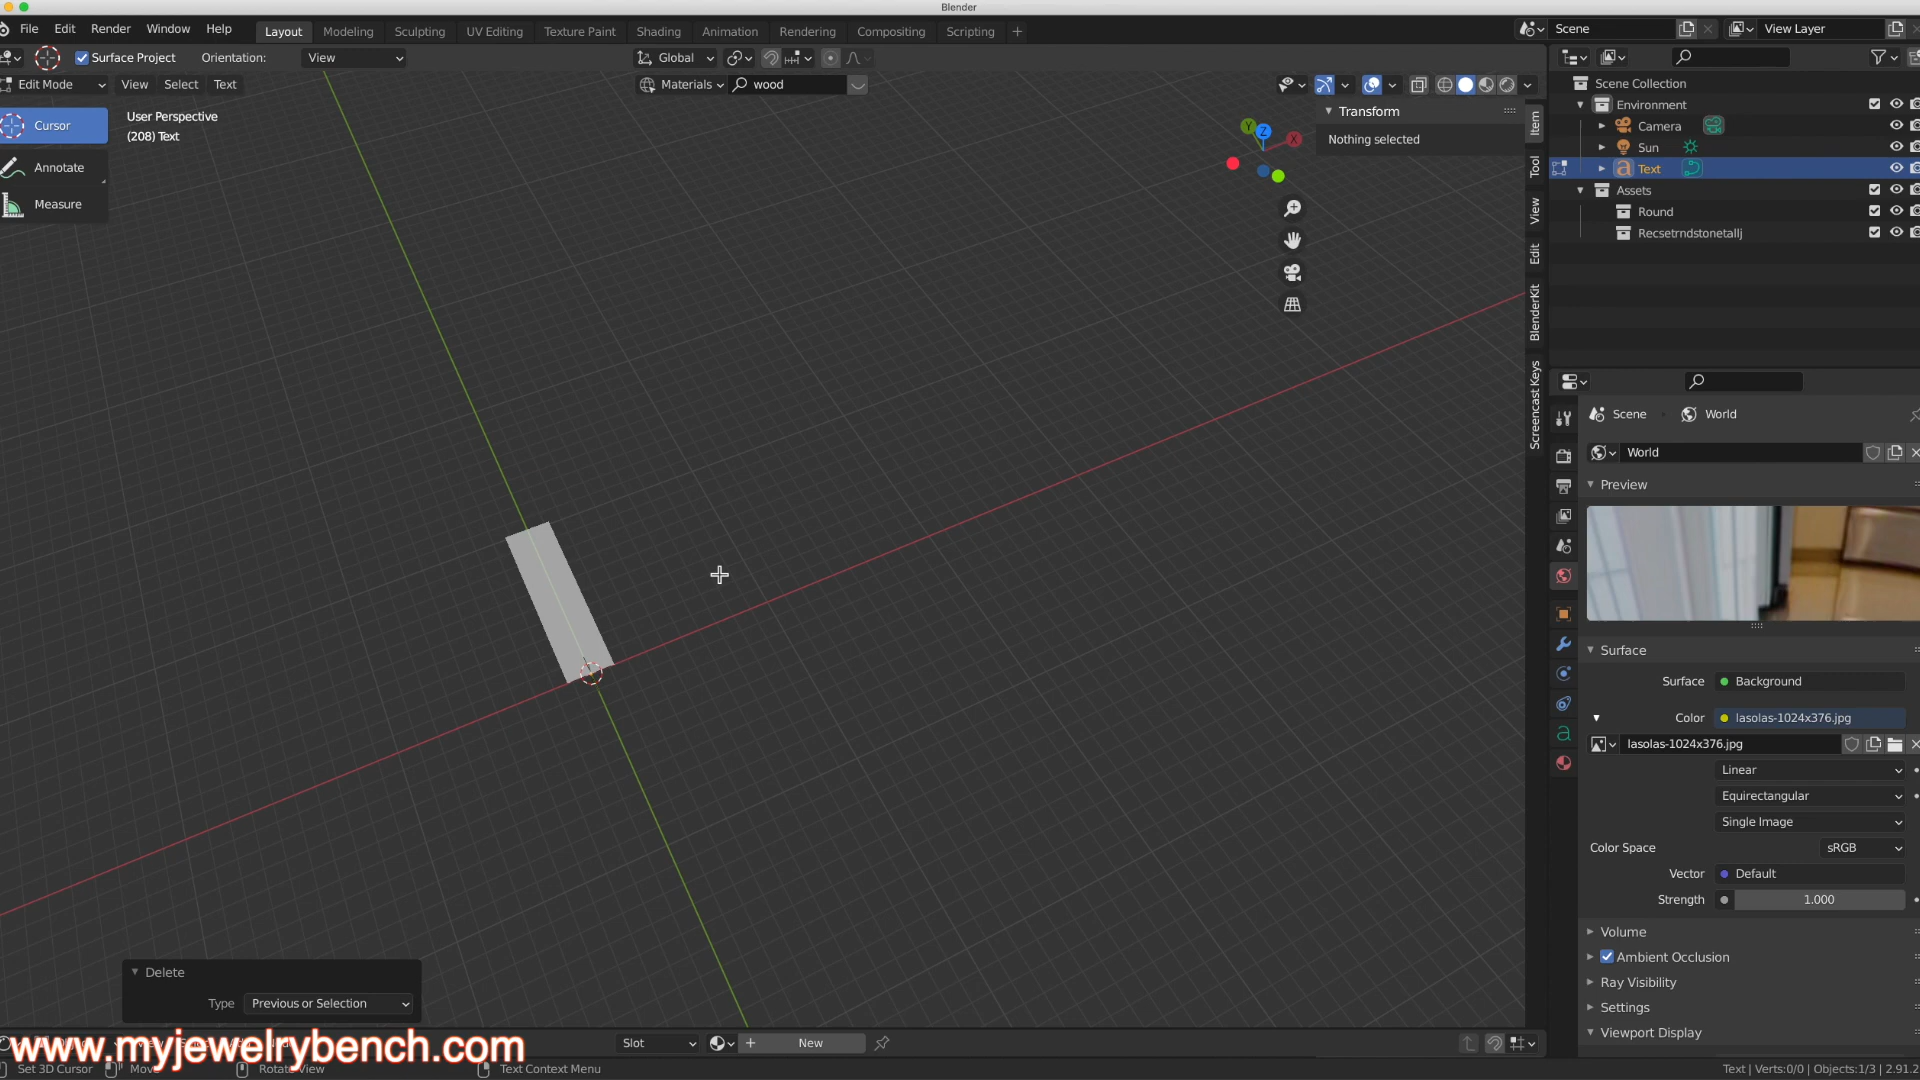 Blender
File Edit Render Window Help Layout Modeling Sculpting UV Editing Texture Paint Shading Animation Rendering Compositing Scripting + Scene View Layer
Surface Project Orientation: View Global
Edit Mode View Select Text Materials wood
Cursor
Annotate
Measure
User Perspective
(208) Text
Y Z X
Transform
Nothing selected
Item
Tool
View
Edit
BlenderKit
Screencast Keys
Scene Collection
Environment
Camera
Sun
Text
Assets
Round
Recsetrndstonetallj
Scene World
World
Preview
Surface
Surface Background
Color lasolas-1024x376.jpg
lasolas-1024x376.jpg
Linear
Equirectangular
Single Image
Color Space sRGB
Vector Default
Strength 1.000
Volume
Ambient Occlusion
Ray Visibility
Settings
Viewport Display
Delete
Type Previous or Selection
www.myjewelrybench.com
Slot New
Set 3D Cursor Move Rotate View Text Context Menu Text | Verts:0/0 | Objects:1/3 | 2.91.2